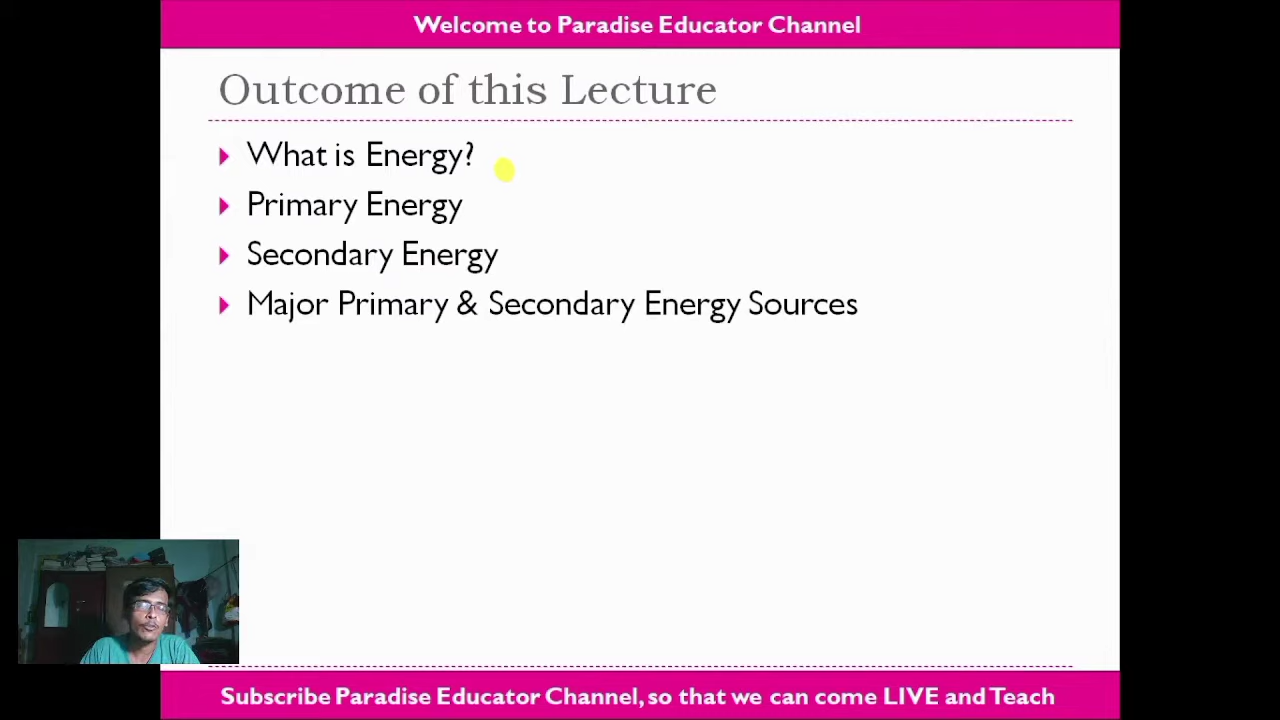 Welcome to Paradise Educator Channel
Outcome of this Lecture
What is Energy?
Primary Energy
Secondary Energy
Major Primary & Secondary Energy Sources
Subscribe Paradise Educator Channel, so that we can come LIVE and Teach